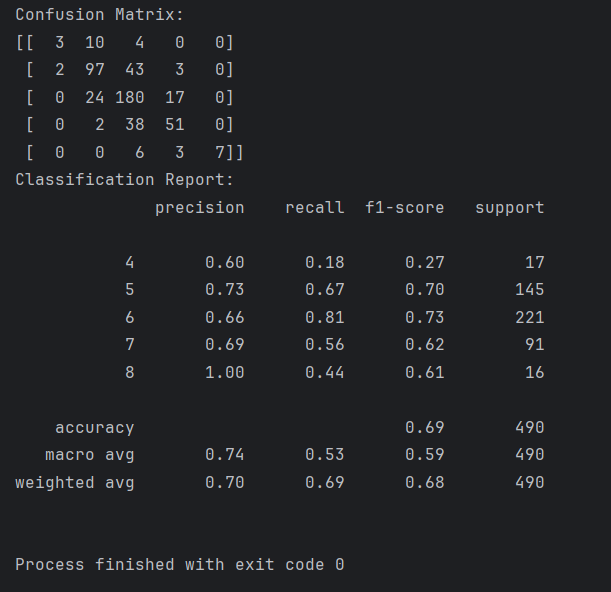 Confusion Matrix:
[[  3  10   4   0   0]
 [  2  97  43   3   0]
 [  0  24 180  17   0]
 [  0   2  38  51   0]
 [  0   0   6   3   7]]
Classification Report:
              precision    recall  f1-score   support
           4       0.60      0.18      0.27        17
           5       0.73      0.67      0.70       145
           6       0.66      0.81      0.73       221
           7       0.69      0.56      0.62        91
           8       1.00      0.44      0.61        16
    accuracy                           0.69       490
   macro avg       0.74      0.53      0.59       490
weighted avg       0.70      0.69      0.68       490
Process finished with exit code 0